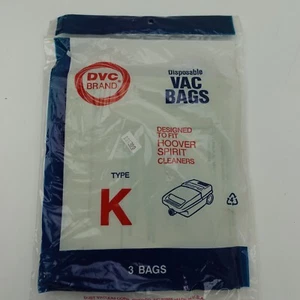 DVC
BRAND
Disposable
VAC
BAGS
DESIGNED
TO FIT
HOOVER
SPIRIT
CLEANERS
TYPE
K
3 BAGS